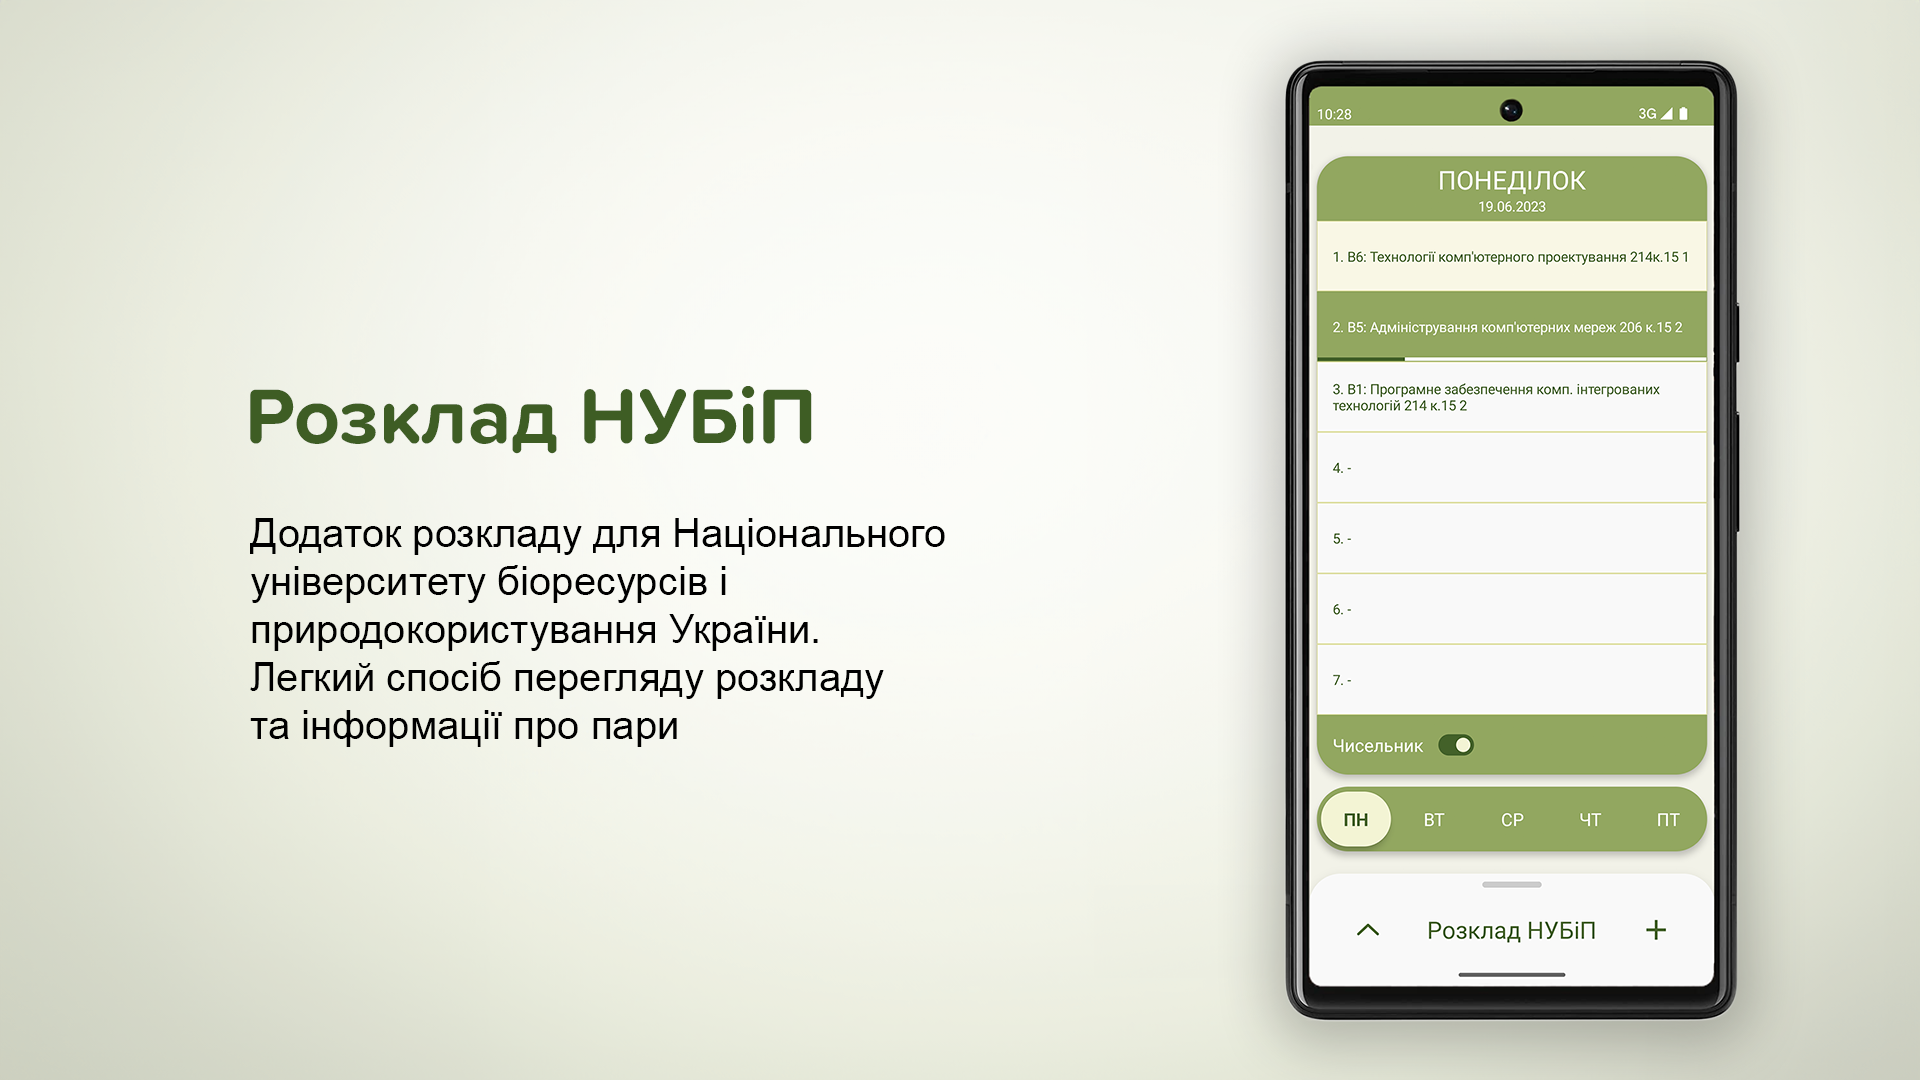 Розклад НУБіП
Додаток розкладу для Національного
університету біоресурсів і
природокористування України.
Легкий спосіб перегляду розкладу
та інформації про пари
10:28
3G
ПОНЕДІЛОК
19.06.2023
1. В6: Технології комп'ютерного проектування 214к.15 1
2. В5: Адміністрування комп'ютерних мереж 206 к.15 2
3. В1: Програмне забезпечення комп. інтегрованих
технологій 214 к.15 2
4. -
5. -
6. -
7. -
Чисельник
ПН ВТ СР ЧТ ПТ
Розклад НУБіП +